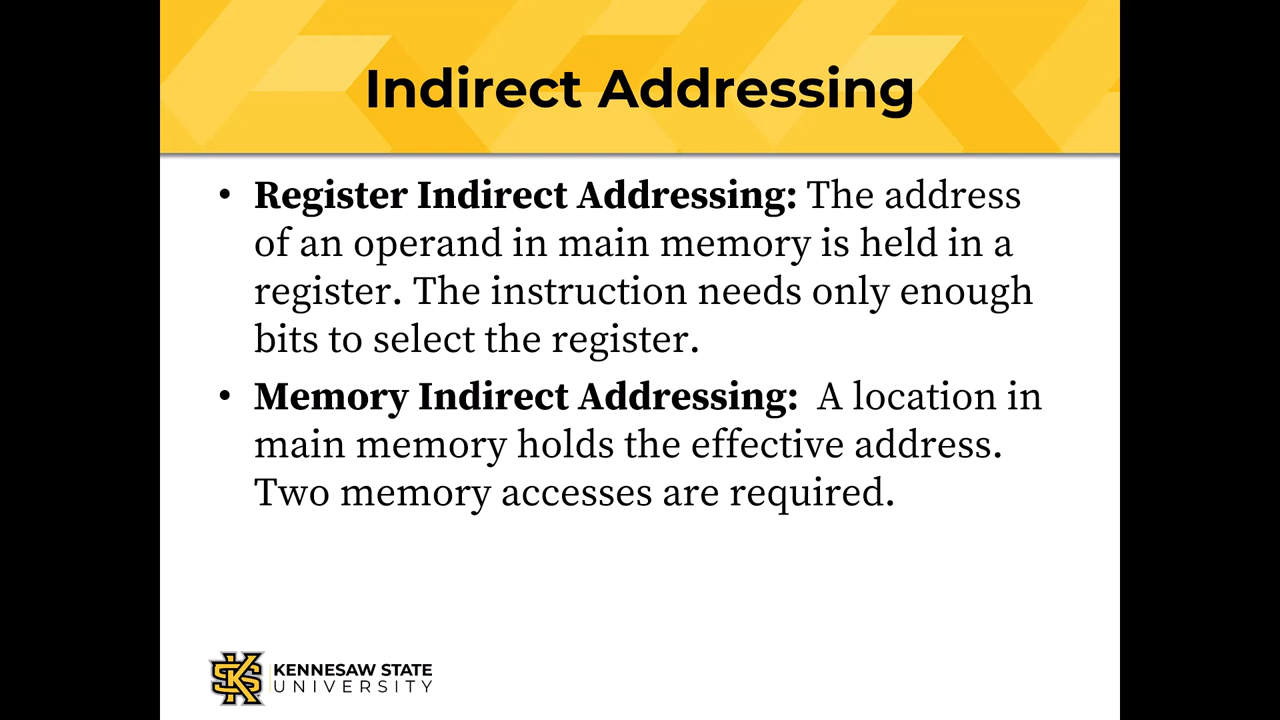 Indirect Addressing
• Register Indirect Addressing: The address
of an operand in main memory is held in a
register. The instruction needs only enough
bits to select the register.
• Memory Indirect Addressing:  A location in
main memory holds the effective address.
Two memory accesses are required.
KS
KENNESAW STATE
UNIVERSITY